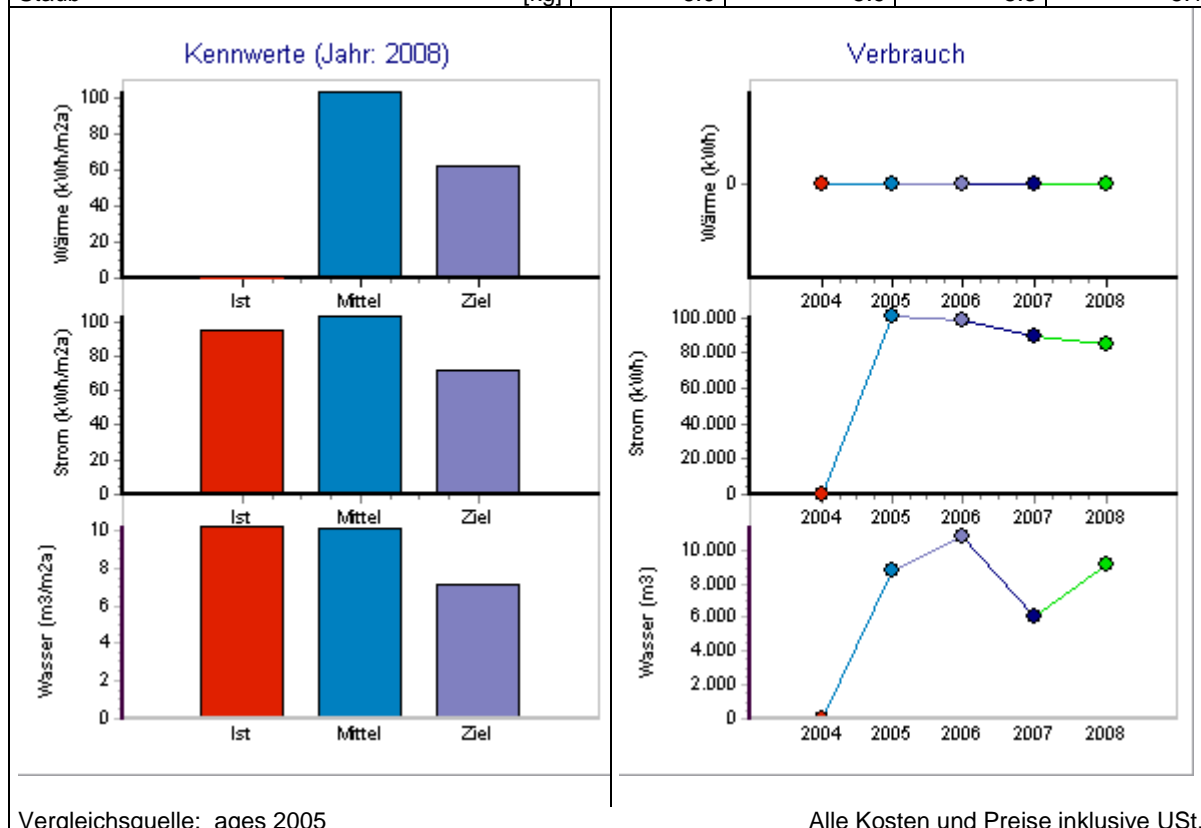 [kg]
Kennwerte (Jahr: 2008)
Wärme (kWh/m2a)
100
80
60
40
20
0
Ist Mittel Ziel
Strom (kWh/m2a)
100
80
60
40
20
0
Ist Mittel Ziel
Wasser (m3/m2a)
10
8
6
4
2
0
Ist Mittel Ziel
Verbrauch
Wärme (kWh)
0
2004 2005 2006 2007 2008
Strom (kWh)
100.000
80.000
60.000
40.000
20.000
0
2004 2005 2006 2007 2008
Wasser (m3)
10.000
8.000
6.000
4.000
2.000
0
2004 2005 2006 2007 2008
Vergleichsquelle: ages 2005
Alle Kosten und Preise inklusive USt.